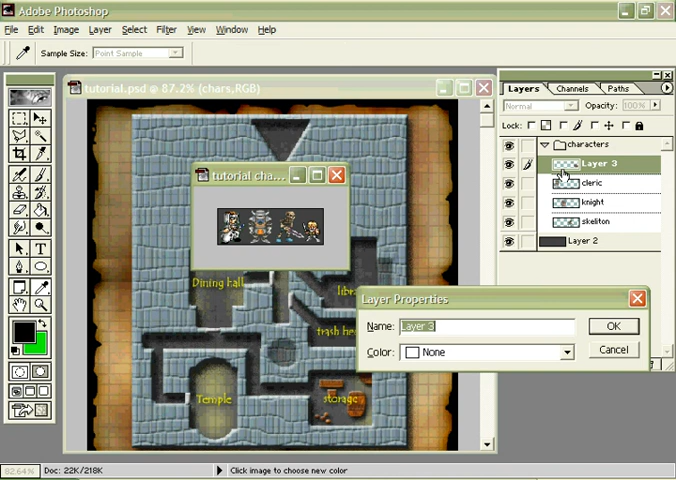 Adobe Photoshop
File Edit Image Layer Select Filter View Window Help
Sample Size: Point Sample
tutorial.psd @ 87.2% (chars,RGB)
Layers Channels Paths
Normal Opacity: 100%
Lock:
characters
Layer 3
cleric
knight
skeliton
Layer 2
tutorial cha...
Dining hall
Layer Properties
Name: Layer 3 OK
Color: None Cancel
trash
Temple storage
T
82.64% Doc: 22K/218K Click image to choose new color